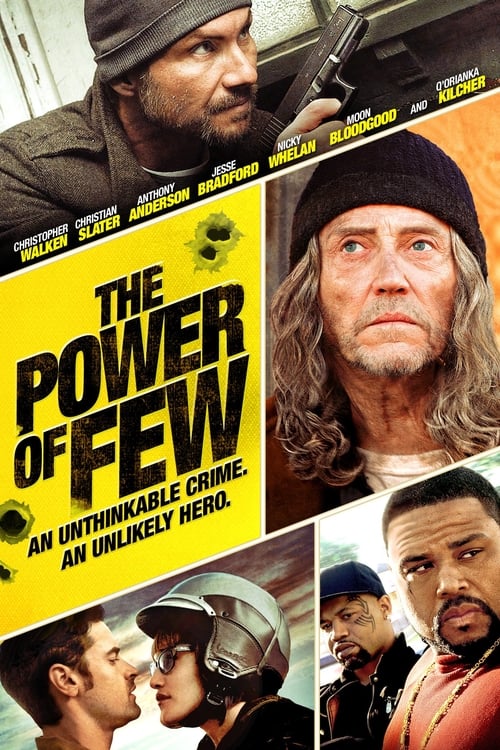 CHRISTOPHER WALKEN
CHRISTIAN SLATER
ANTHONY ANDERSON
JESSE BRADFORD
NICKY WHELAN
MOON BLOODGOOD
AND
Q'ORIANKA KILCHER
THE
POWER
OF FEW
AN UNTHINKABLE CRIME.
AN UNLIKELY HERO.